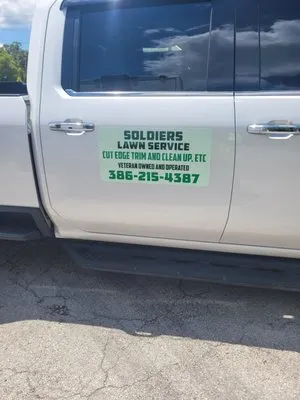 SOLDIERS
LAWN SERVICE
CUT EDGE TRIM AND CLEAN UP, ETC
VETERAN OWNED AND OPERATED
386-215-4387